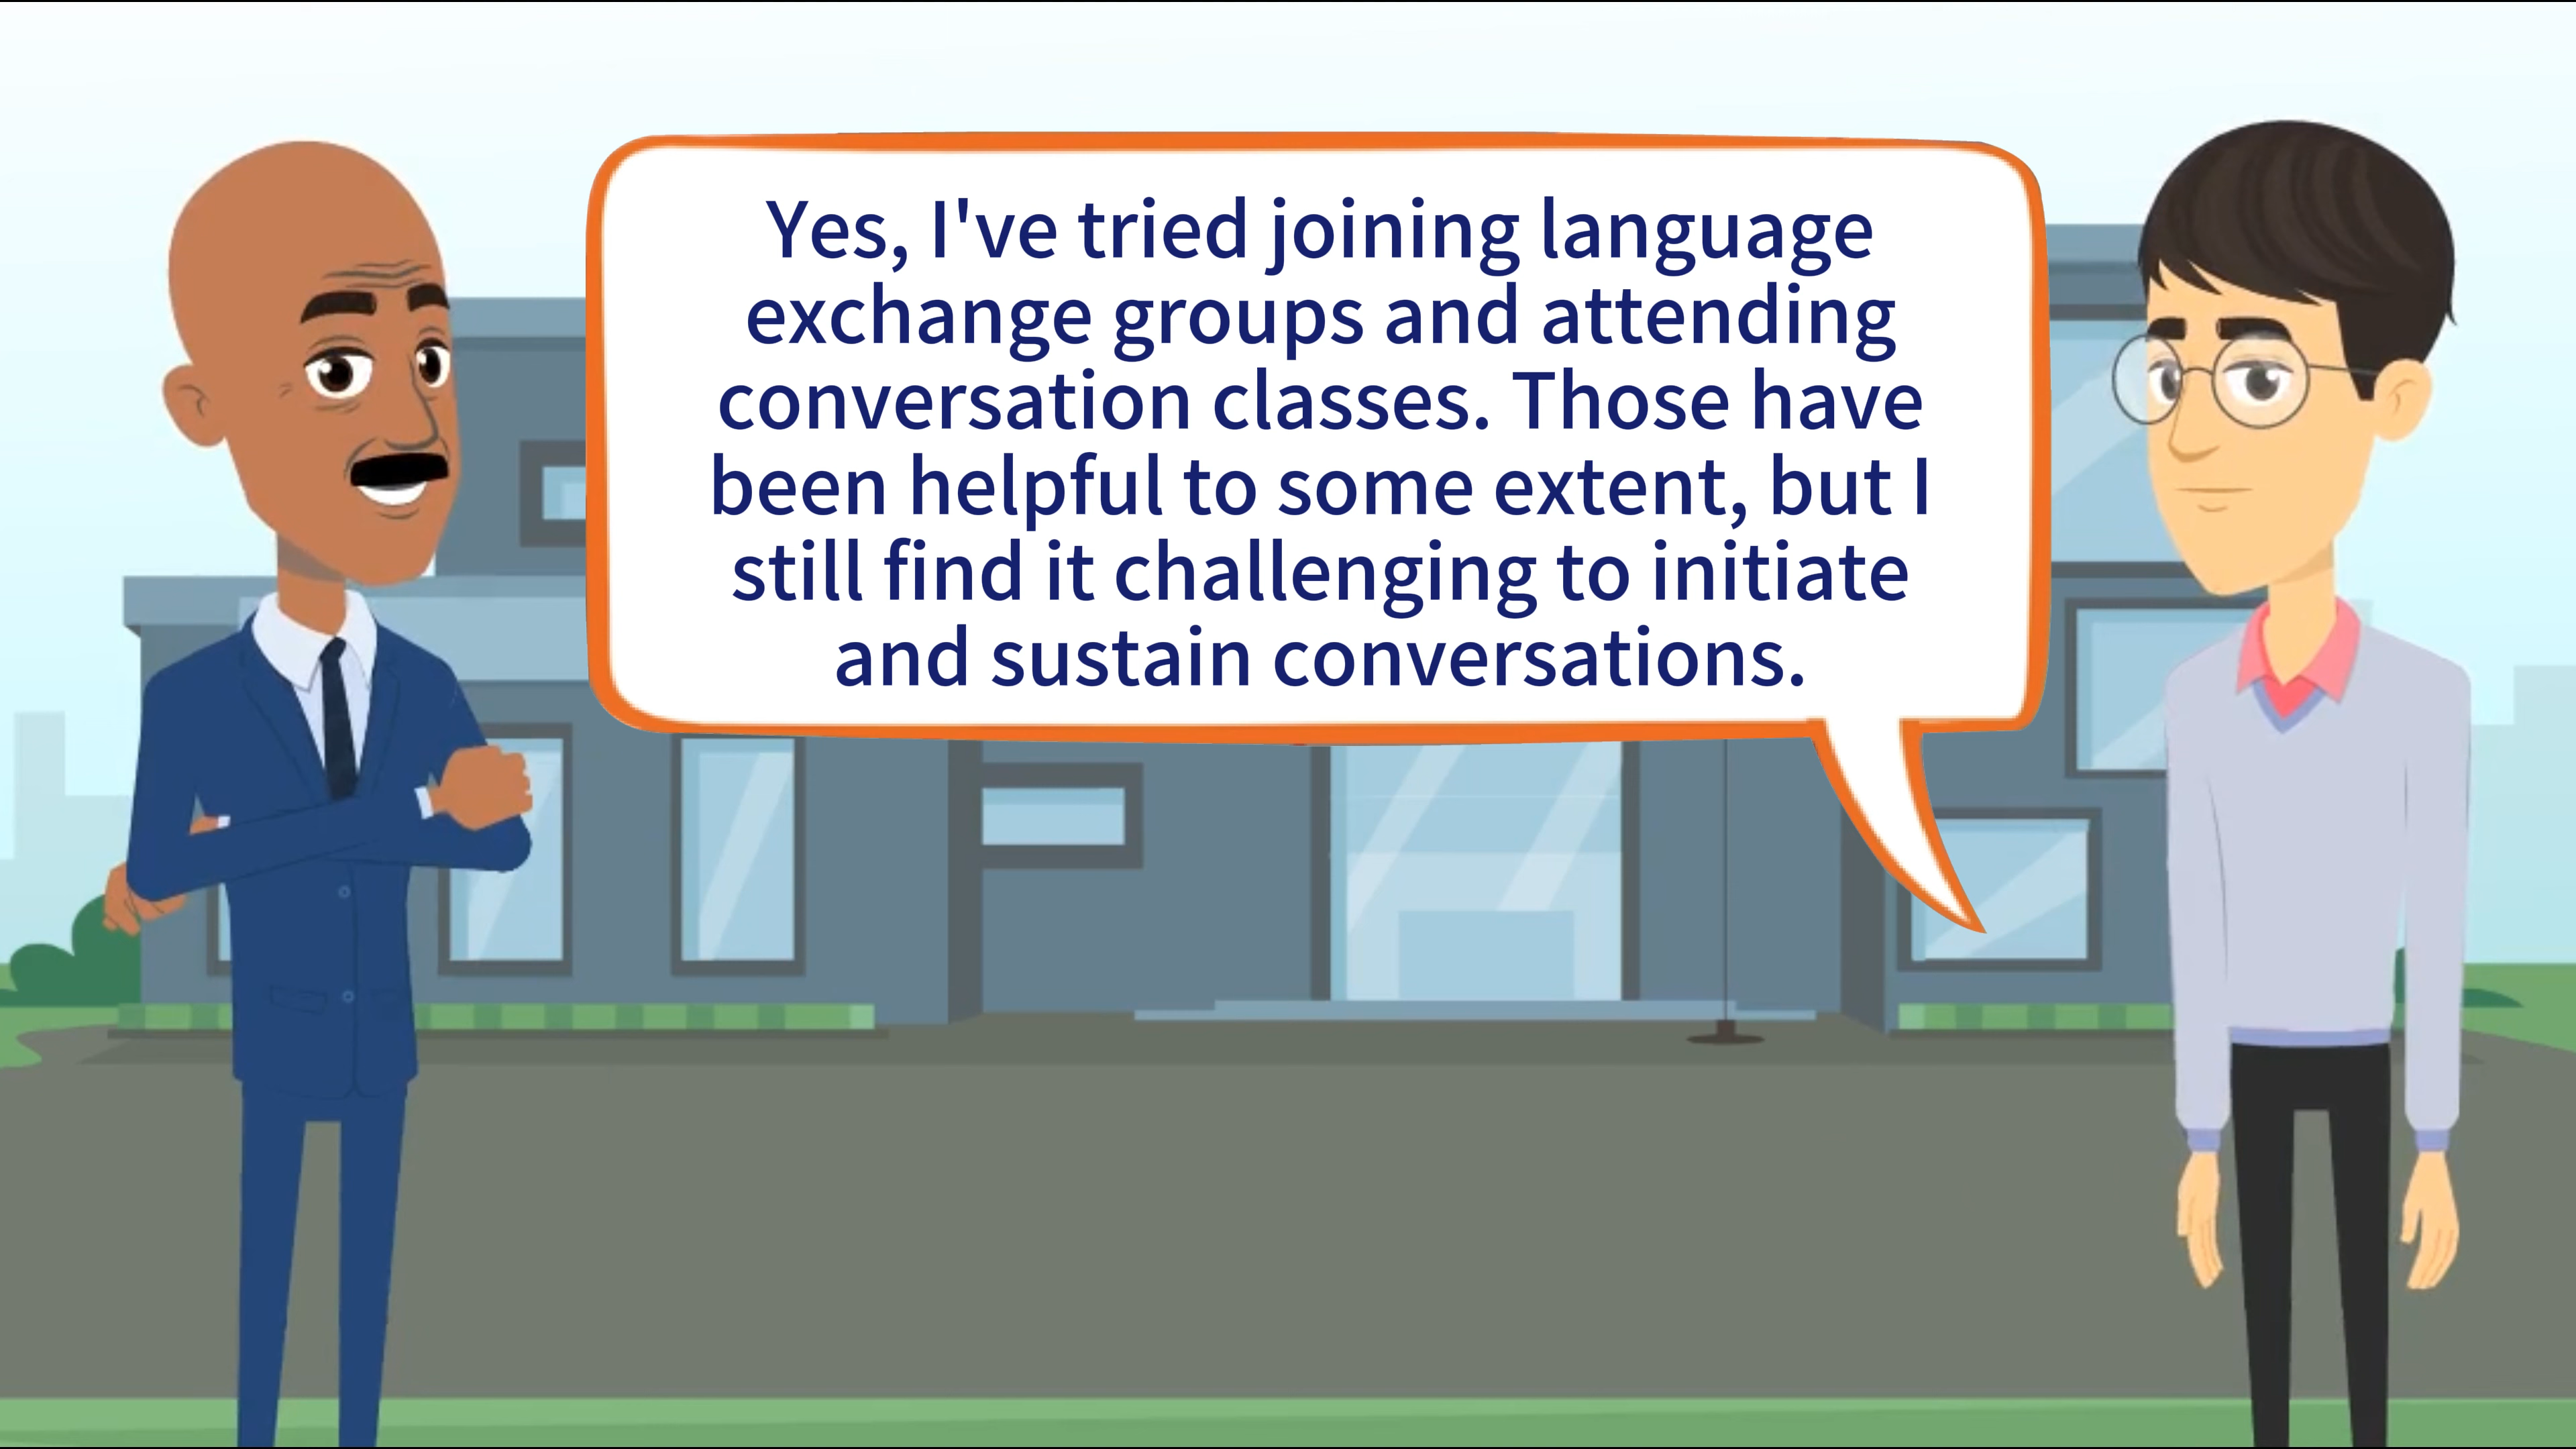 Yes, I've tried joining language
exchange groups and attending
conversation classes. Those have
been helpful to some extent, but I
still find it challenging to initiate
and sustain conversations.